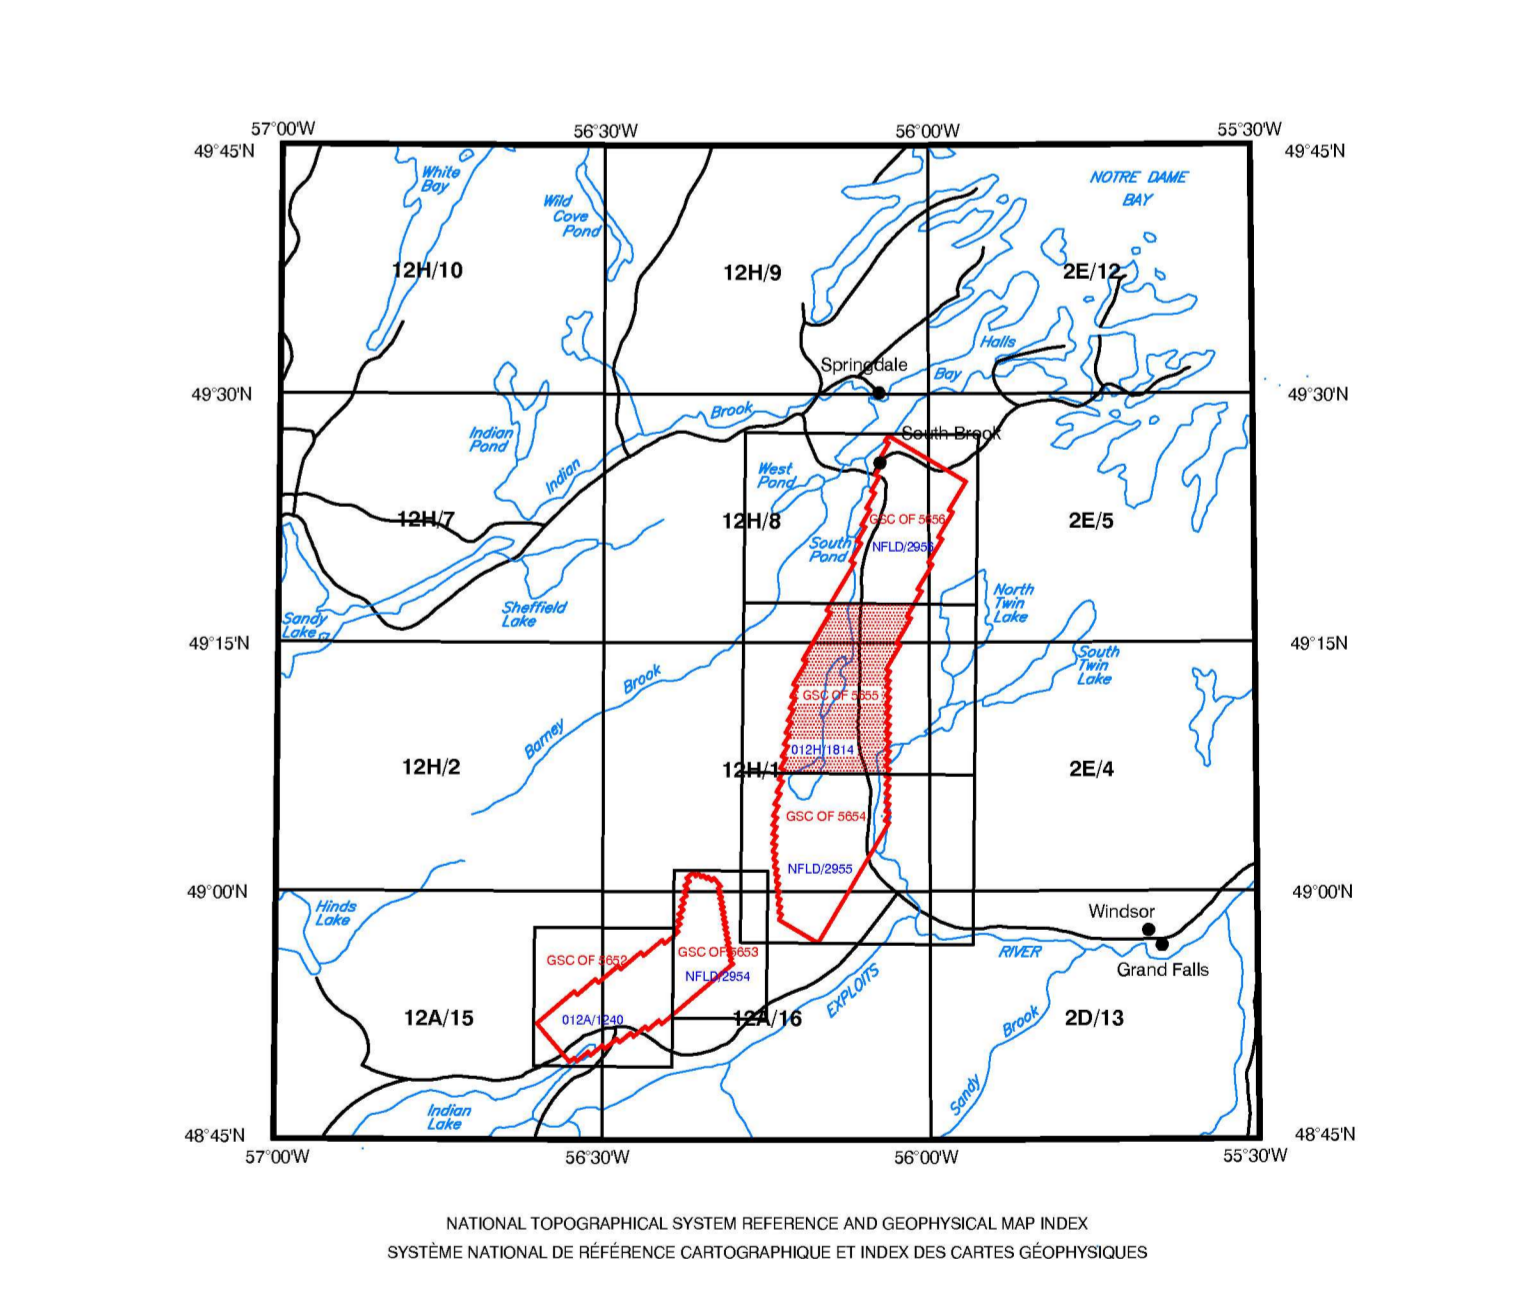 57°00'W 56°30'W 56°00'W 55°30'W
49°45'N 49°45'N
White
Bay
Wild
Cove
Pond
NOTRE DAME
BAY
12H/10 12H/9 2E/12
Halls
Springdale
Bay
49°30'N 49°30'N
Brook
Indian
Pond
South Brook
Indian
West
Pond
12H/7 12H/8 2E/5
GSC OF 5656
NFLD/2956
South
Pond
Sandy
Lake
Sheffield
Lake
North
Twin
Lake
49°15'N 49°15'N
South
Twin
Lake
Brook
GSC OF 5655
Barney
012H/1814
12H/2 12H/1 2E/4
GSC OF 5654
NFLD/2955
49°00'N 49°00'N
Hinds
Lake
Windsor
GSC OF 5652
GSC OF 5653
NFLD/2954
RIVER
Grand Falls
EXPLOITS
012A/1240
12A/15 12A/16 2D/13
Brook
Sandy
Indian
Lake
48°45'N 48°45'N
57°00'W 56°30'W 56°00'W 55°30'W
NATIONAL TOPOGRAPHICAL SYSTEM REFERENCE AND GEOPHYSICAL MAP INDEX
SYSTÈME NATIONAL DE RÉFÉRENCE CARTOGRAPHIQUE ET INDEX DES CARTES GÉOPHYSIQUES